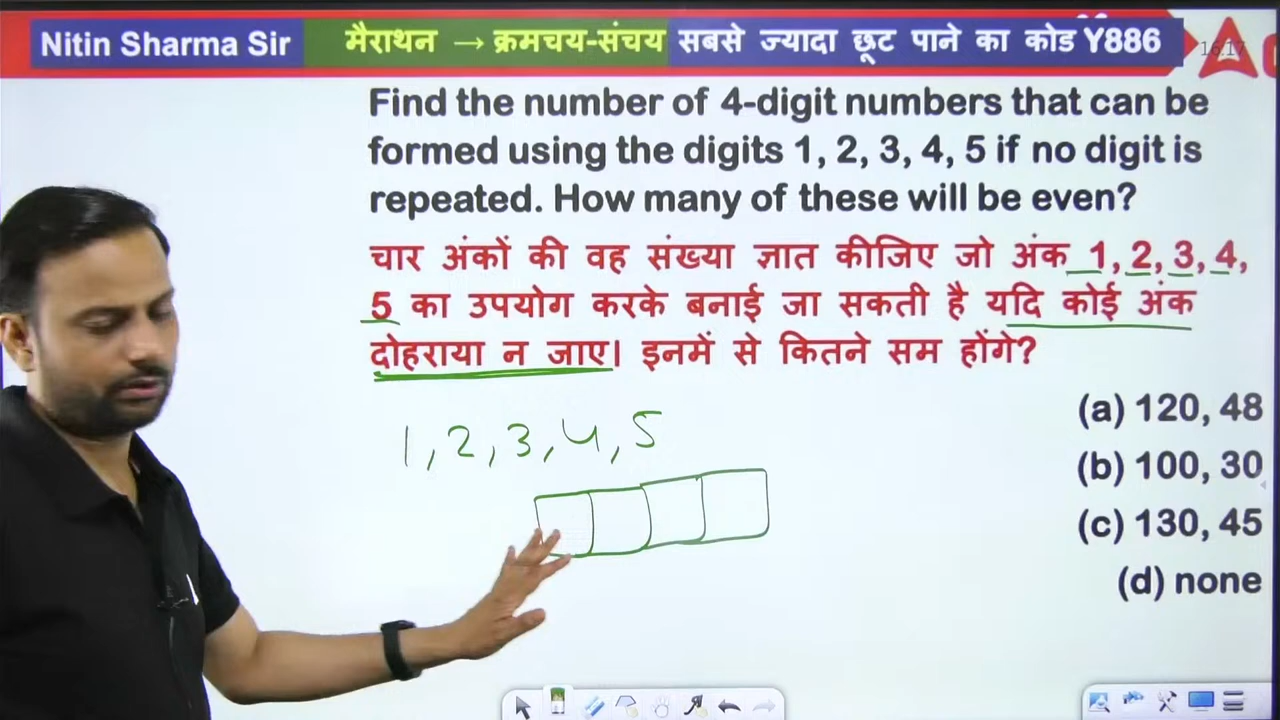 Nitin Sharma Sir मैराथन → क्रमचय-संचय सबसे ज्यादा छूट पाने का कोड Y886
16:17
Find the number of 4-digit numbers that can be
formed using the digits 1, 2, 3, 4, 5 if no digit is
repeated. How many of these will be even?
चार अंकों की वह संख्या ज्ञात कीजिए जो अंक 1, 2, 3, 4,
5 का उपयोग करके बनाई जा सकती है यदि कोई अंक
दोहराया न जाए। इनमें से कितने सम होंगे?
1, 2, 3, 4, 5
(a) 120, 48
(b) 100, 30
(c) 130, 45
(d) none